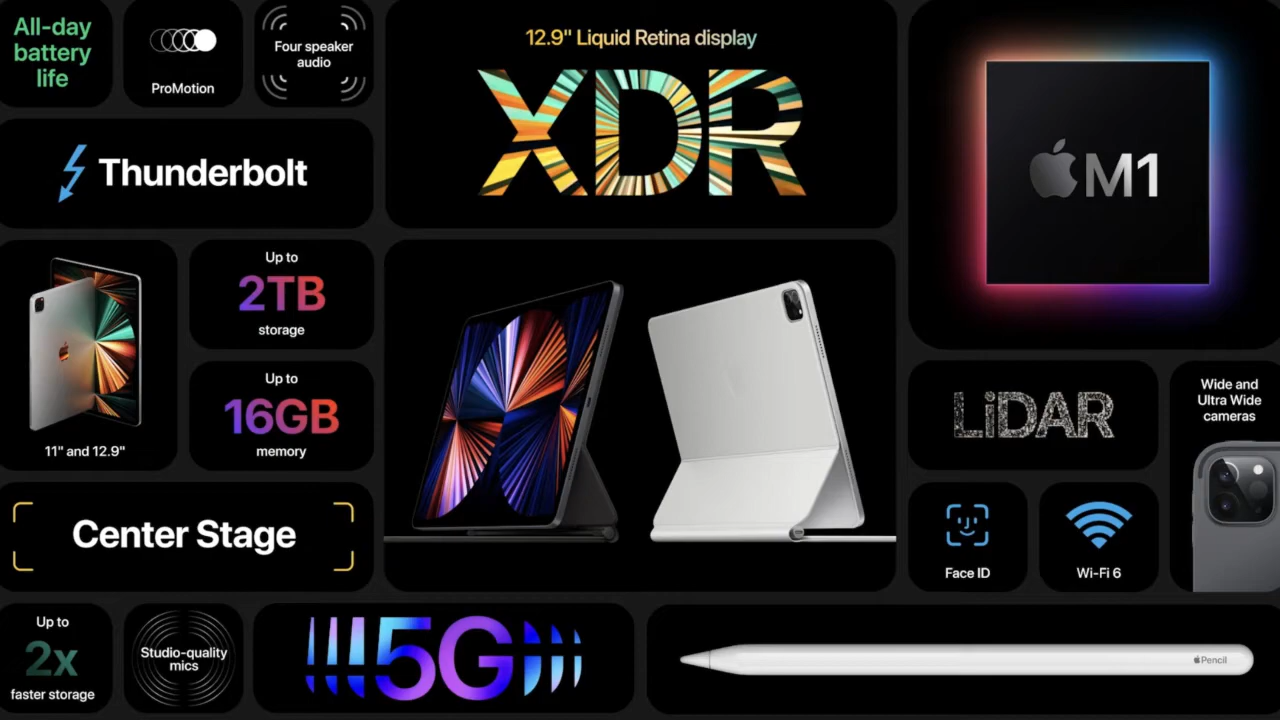 All-day
battery
life
ProMotion
Four speaker
audio
12.9" Liquid Retina display
XDR
M1
Thunderbolt
11" and 12.9"
Up to
2TB
storage
Up to
16GB
memory
LiDAR
Wide and
Ultra Wide
cameras
Center Stage
Face ID
Wi-Fi 6
Up to
2x
faster storage
Studio-quality
mics
5G
Pencil